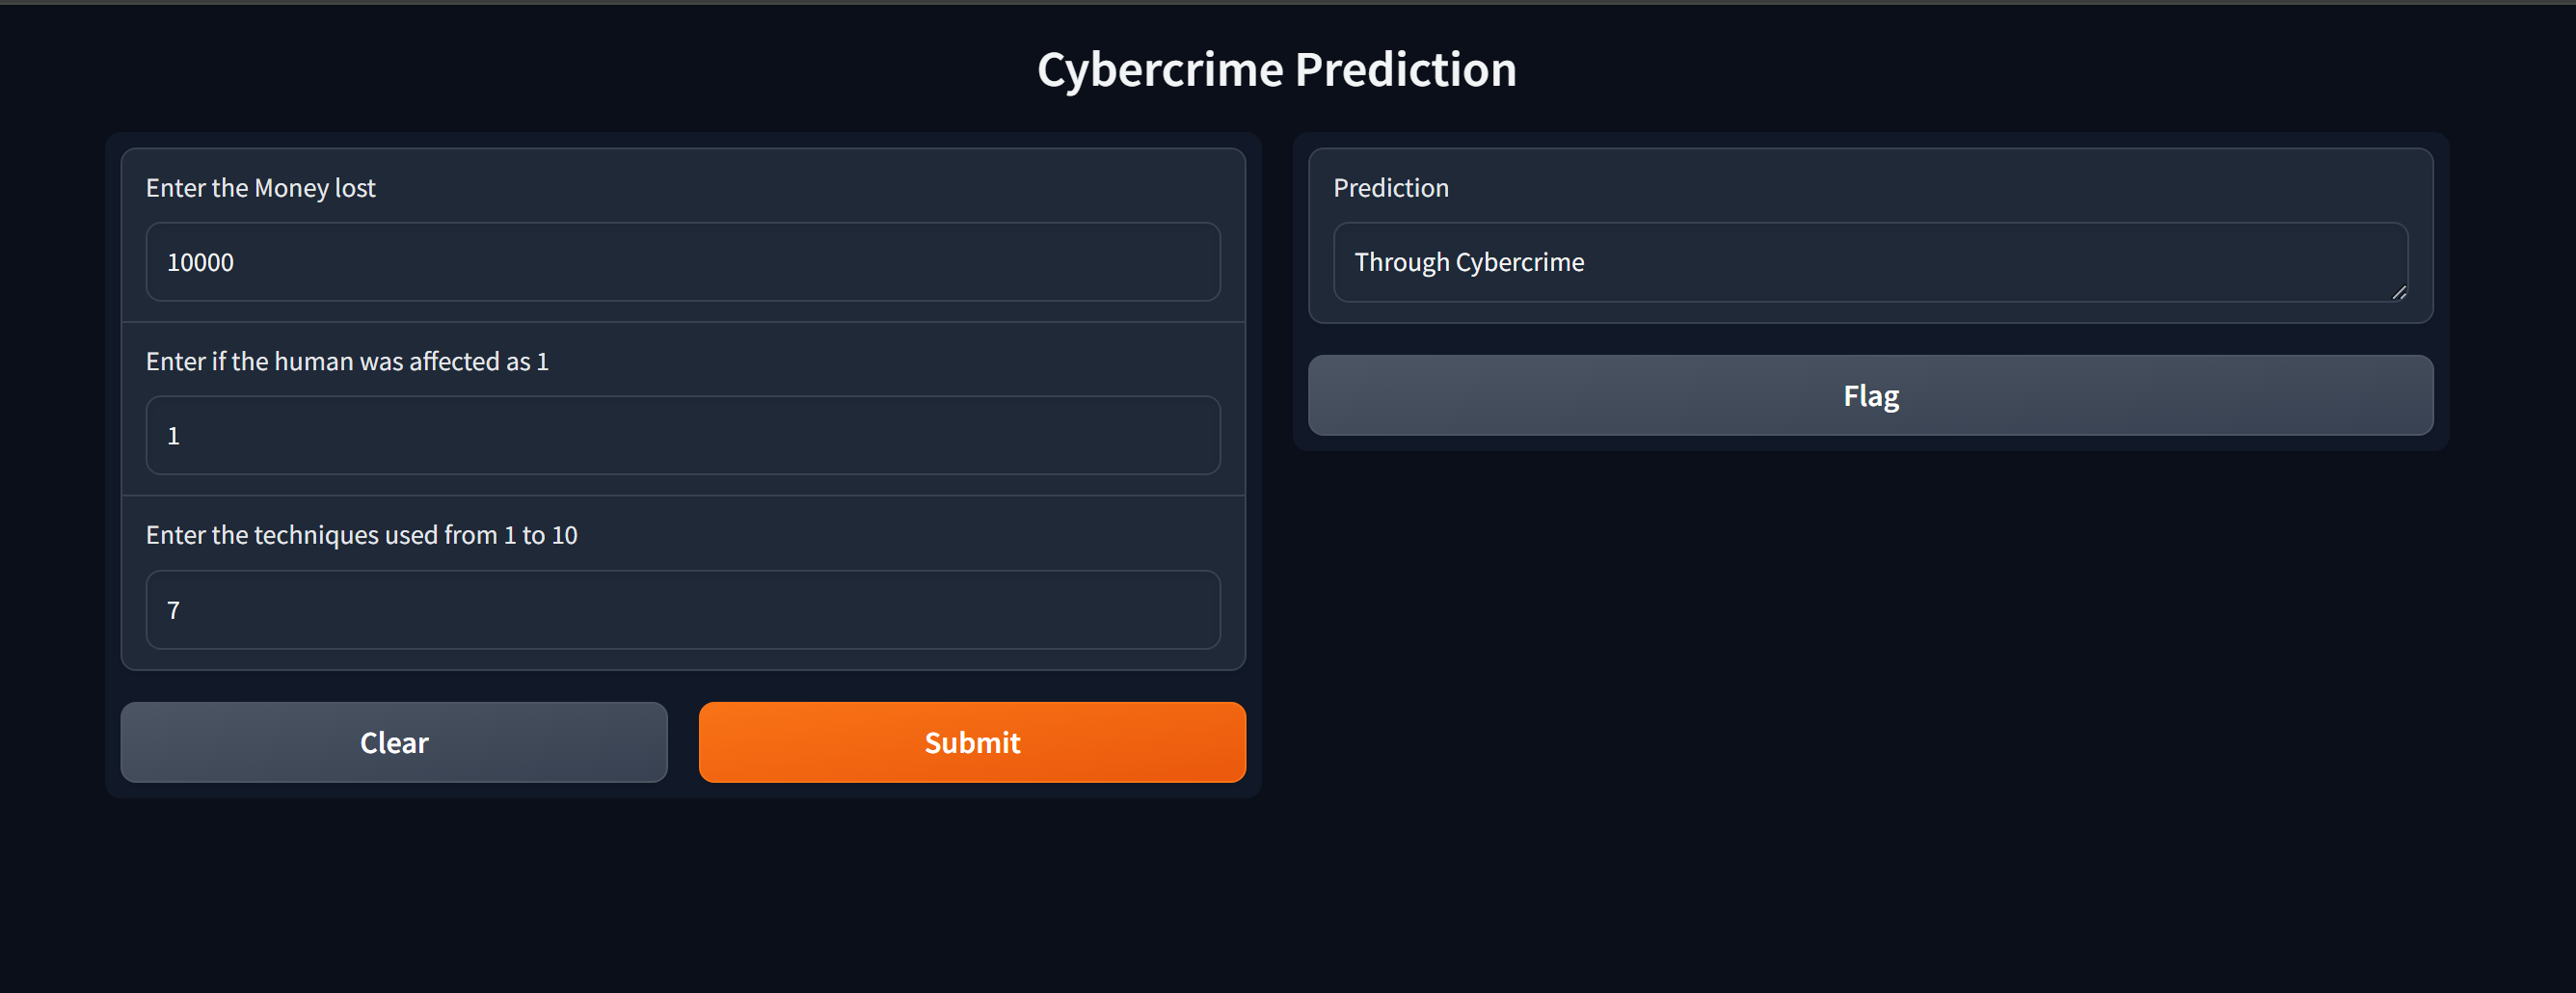 Cybercrime Prediction
Enter the Money lost
10000
Enter if the human was affected as 1
1
Enter the techniques used from 1 to 10
7
Clear
Submit
Prediction
Through Cybercrime
Flag